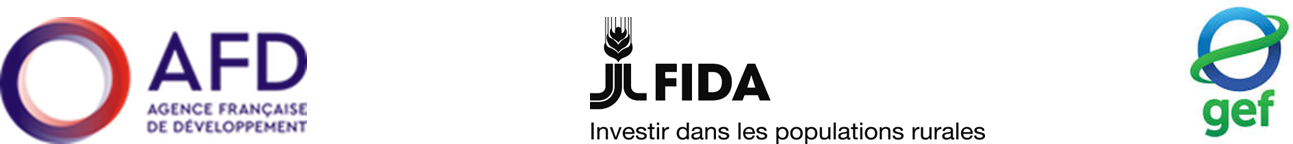 AFD
AGENCE FRANÇAISE
DE DÉVELOPPEMENT
FIDA
Investir dans les populations rurales
gef